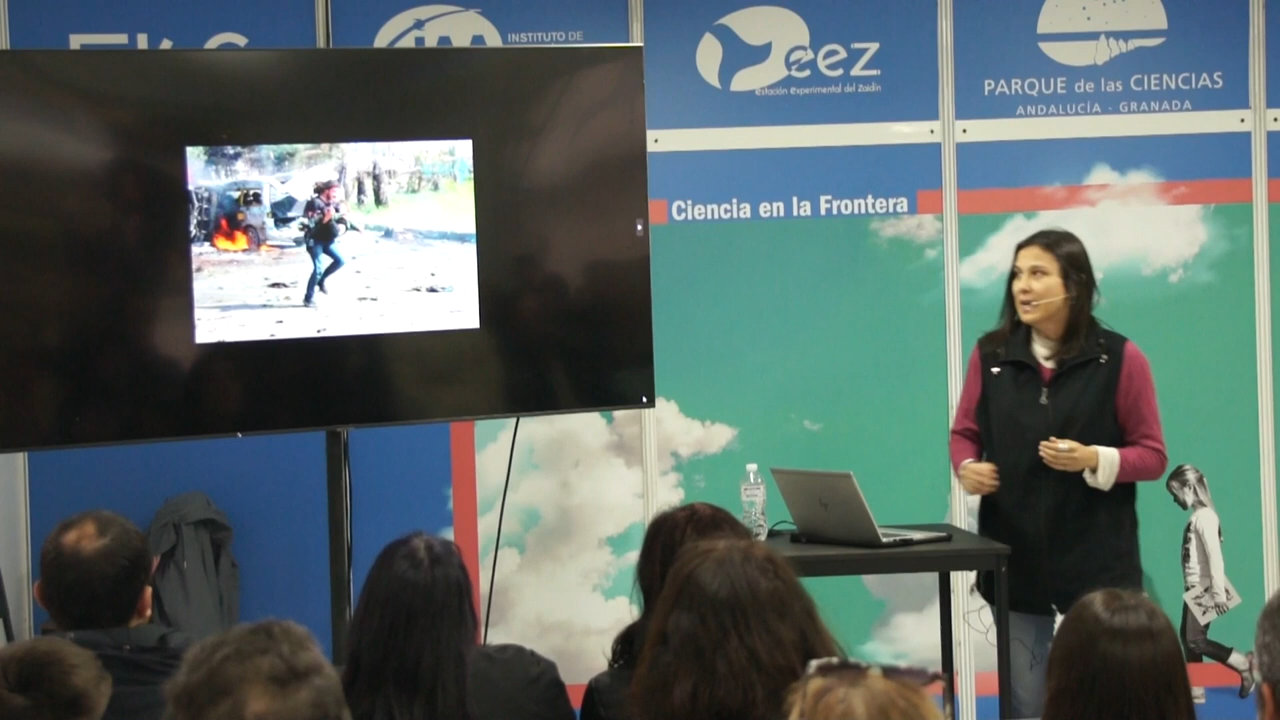 INSTITUTO DE
eez
estación experimental del Zaidín
PARQUE de las CIENCIAS
ANDALUCÍA - GRANADA
Ciencia en la Frontera